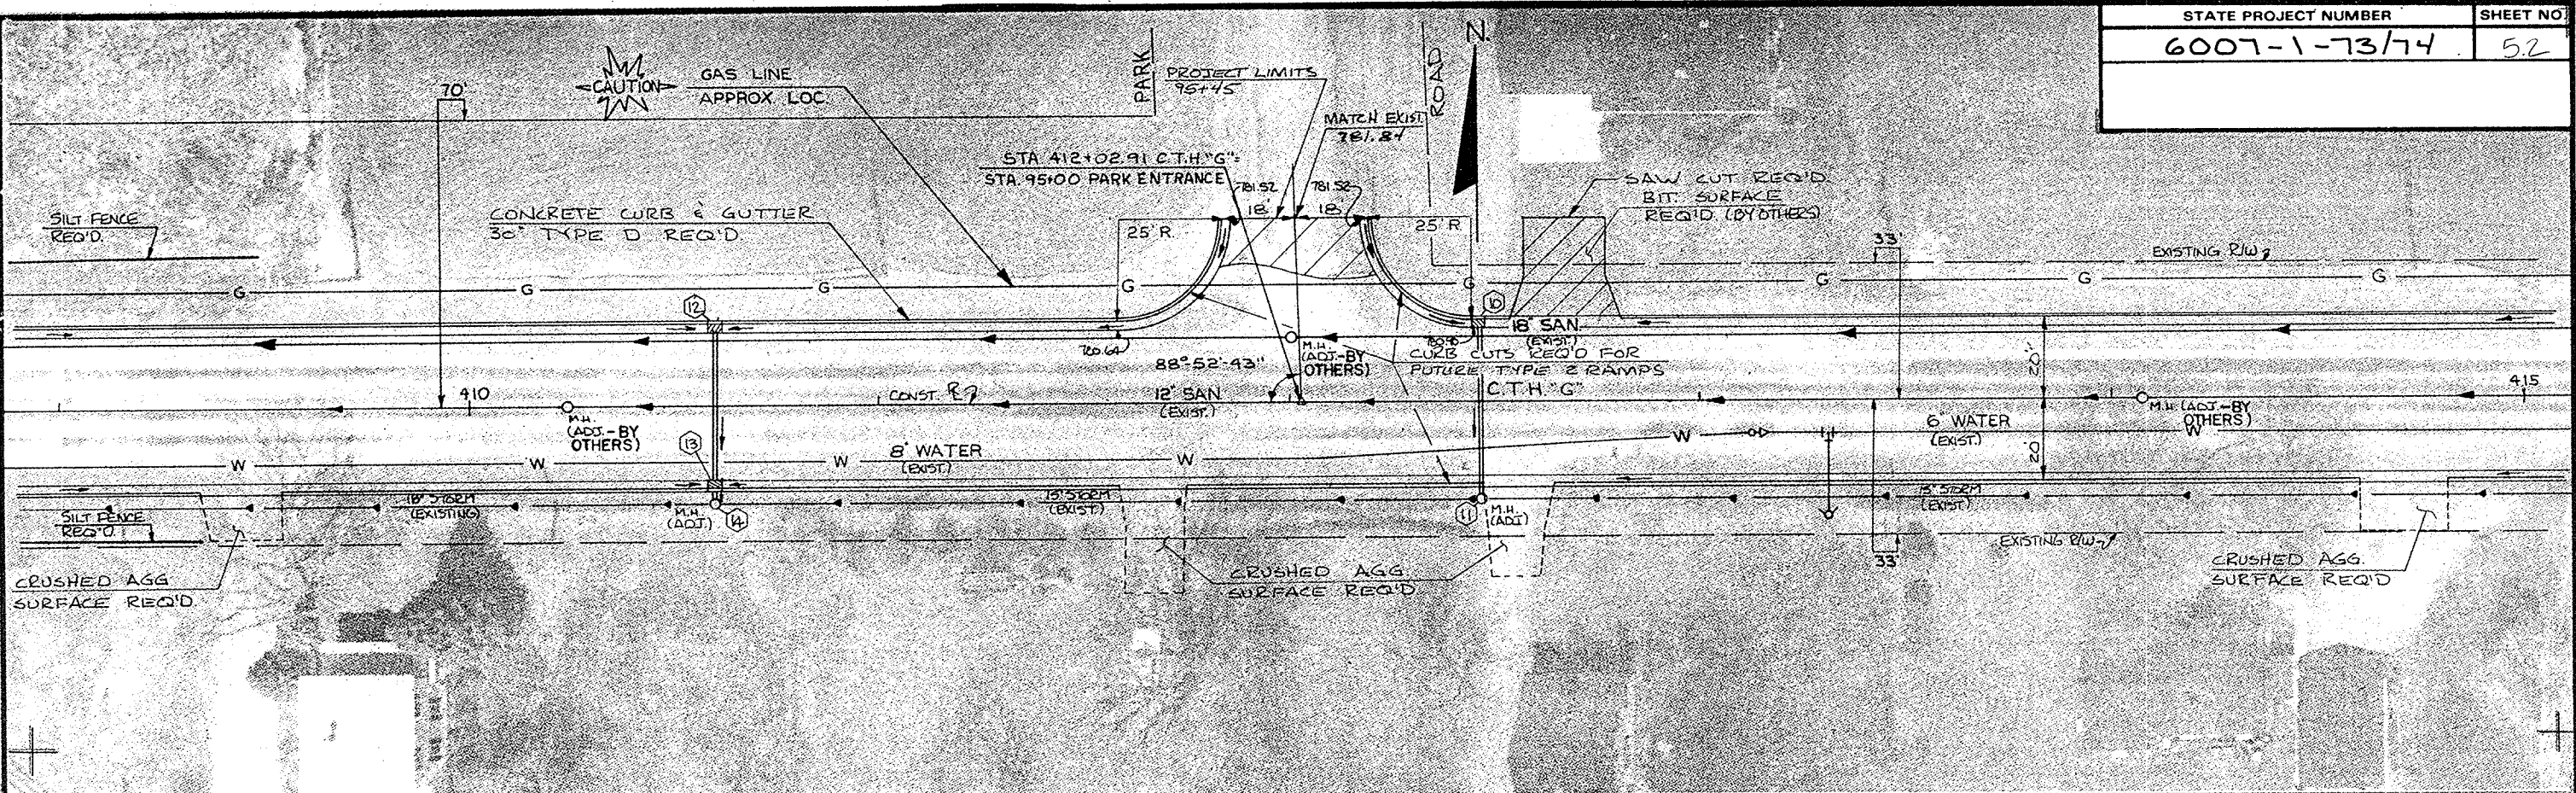 STATE PROJECT NUMBER
SHEET NO
6007-1-73/74
5.2
N.
PARK
ROAD
PROJECT LIMITS
95+45
CAUTION
GAS LINE
APPROX. LOC.
70'
MATCH EXIST.
781.84
STA. 412+02.91 C.T.H. "G"=
STA. 95+00 PARK ENTRANCE
781.52
781.52
18'
18'
SAW CUT REQ'D.
BIT. SURFACE
REQ'D. (BY OTHERS)
SILT FENCE
REQ'D.
CONCRETE CURB & GUTTER
30" TYPE D REQ'D.
25' R.
25' R.
33'
EXISTING R/W
G
G
G
G
G
G
G
G
12
10
18" SAN.
(EXIST.)
780.64
M.H.
(ADJ.-BY
OTHERS)
CURB CUTS REQ'D FOR
FUTURE TYPE 2 RAMPS
88°-52'-43"
20'
C.T.H. "G"
410
CONST. ℄
12" SAN
(EXIST.)
415
M.H.
(ADJ.-BY
OTHERS)
M.H. (ADJ.-BY
OTHERS)
6" WATER
(EXIST.)
W
W
13
8" WATER
(EXIST.)
W
W
W
W
20'
18" STORM
(EXISTING)
15" STORM
(EXIST.)
15" STORM
(EXIST.)
SILT FENCE
REQ'D.
M.H.
(ADJ.)
14
11
M.H.
(ADJ)
EXISTING R/W
33'
CRUSHED AGG
SURFACE REQ'D.
CRUSHED AGG.
SURFACE REQ'D
CRUSHED AGG.
SURFACE REQ'D